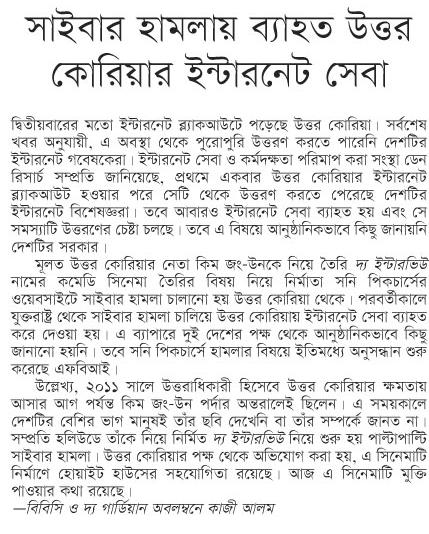 সাইবার হামলায় ব্যাহত উত্তর
কোরিয়ার ইন্টারনেট সেবা
দ্বিতীয়বারের মতো ইন্টারনেট ব্ল্যাকআউটে পড়েছে উত্তর কোরিয়া। সর্বশেষ
খবর অনুযায়ী, এ অবস্থা থেকে পুরোপুরি উত্তরণ করতে পারেনি দেশটির
ইন্টারনেট গবেষকেরা। ইন্টারনেট সেবা ও কর্মদক্ষতা পরিমাপ করা সংস্থা ডেন
রিসার্চ সম্প্রতি জানিয়েছে, প্রথমে একবার উত্তর কোরিয়ার ইন্টারনেট
ব্ল্যাকআউট হওয়ার পরে সেটি থেকে উত্তরণ করতে পেরেছে দেশটির
ইন্টারনেট বিশেষজ্ঞরা। তবে আবারও ইন্টারনেট সেবা ব্যাহত হয় এবং সে
সমস্যাটি উত্তরণের চেষ্টা চলছে। তবে এ বিষয়ে আনুষ্ঠানিকভাবে কিছু জানায়নি
দেশটির সরকার।
মূলত উত্তর কোরিয়ার নেতা কিম জং-উনকে নিয়ে তৈরি দ্য ইন্টারভিউ
নামের কমেডি সিনেমা তৈরির বিষয় নিয়ে নির্মাতা সনি পিকচার্সের
ওয়েবসাইটে সাইবার হামলা চালানো হয় উত্তর কোরিয়া থেকে। পরবর্তীকালে
যুক্তরাষ্ট্র থেকে সাইবার হামলা চালিয়ে উত্তর কোরিয়ায় ইন্টারনেট সেবা ব্যাহত
করে দেওয়া হয়। এ ব্যাপারে দুই দেশের পক্ষ থেকে আনুষ্ঠানিকভাবে কিছু
জানানো হয়নি। তবে সনি পিকচার্সে হামলার বিষয়ে ইতিমধ্যে অনুসন্ধান শুরু
করেছে এফবিআই।
উল্লেখ্য, ২০১১ সালে উত্তরাধিকারী হিসেবে উত্তর কোরিয়ার ক্ষমতায়
আসার আগ পর্যন্ত কিম জং-উন পর্দার অন্তরালেই ছিলেন। এ সময়কালে
দেশটির বেশির ভাগ মানুষই তাঁর ছবি দেখেনি বা তাঁর সম্পর্কে জানত না।
সম্প্রতি হলিউডে তাঁকে নিয়ে নির্মিত দ্য ইন্টারভিউ নিয়ে শুরু হয় পাল্টাপাল্টি
সাইবার হামলা। উত্তর কোরিয়ার পক্ষ থেকে অভিযোগ করা হয়, এ সিনেমাটি
নির্মাণে হোয়াইট হাউসের সহযোগিতা রয়েছে। আজ এ সিনেমাটি মুক্তি
পাওয়ার কথা রয়েছে।
—বিবিসি ও দ্য গার্ডিয়ান অবলম্বনে কাজী আলম